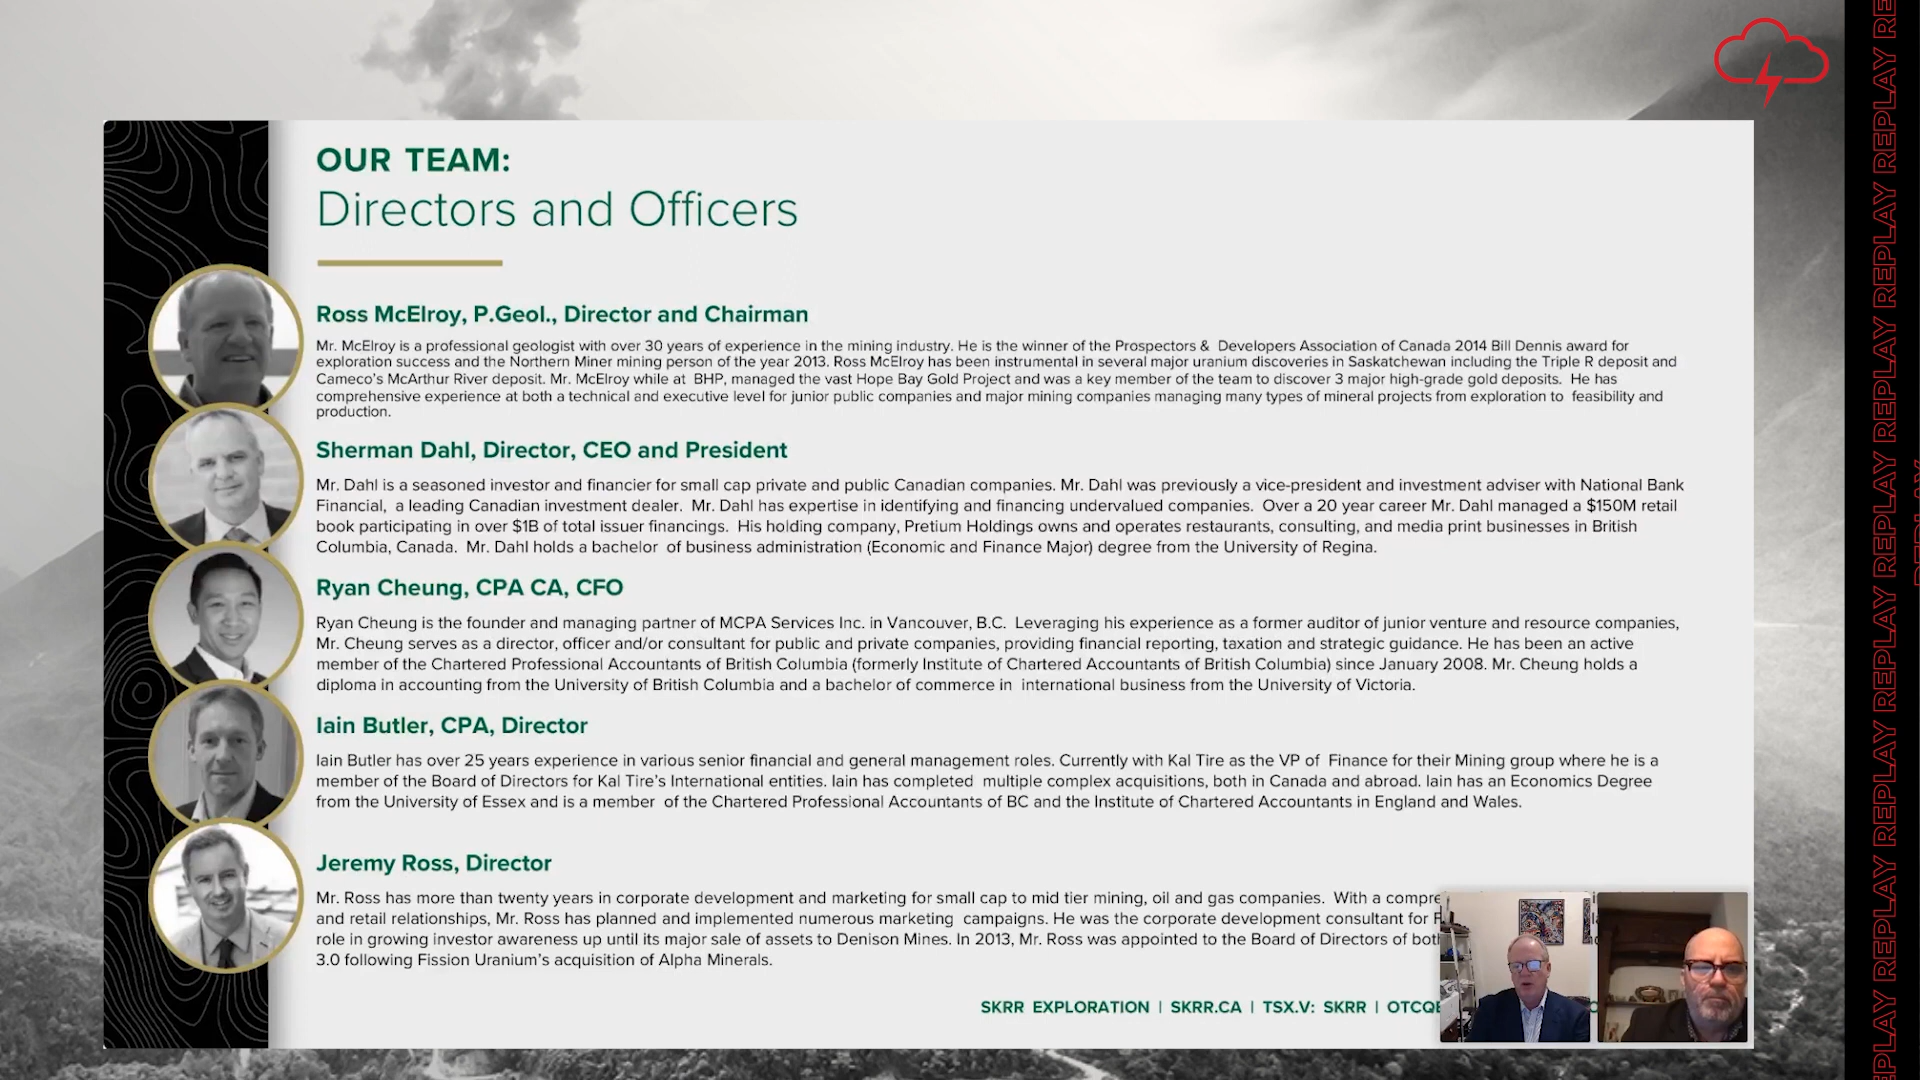 OUR TEAM:
Directors and Officers
Ross McElroy, P.Geol., Director and Chairman
Mr. McElroy is a professional geologist with over 30 years of experience in the mining industry. He is the winner of the Prospectors & Developers Association of Canada 2014 Bill Dennis award for
exploration success and the Northern Miner mining person of the year 2013. Ross McElroy has been instrumental in several major uranium discoveries in Saskatchewan including the Triple R deposit and
Cameco's McArthur River deposit. Mr. McElroy while at BHP, managed the vast Hope Bay Gold Project and was a key member of the team to discover 3 major high-grade gold deposits. He has
comprehensive experience at both a technical and executive level for junior public companies and major mining companies managing many types of mineral projects from exploration to feasibility and
production.
Sherman Dahl, Director, CEO and President
Mr. Dahl is a seasoned investor and financier for small cap private and public Canadian companies. Mr. Dahl was previously a vice-president and investment adviser with National Bank
Financial, a leading Canadian investment dealer. Mr. Dahl has expertise in identifying and financing undervalued companies. Over a 20 year career Mr. Dahl managed a $150M retail
book participating in over $1B of total issuer financings. His holding company, Pretium Holdings owns and operates restaurants, consulting, and media print businesses in British
Columbia, Canada. Mr. Dahl holds a bachelor of business administration (Economic and Finance Major) degree from the University of Regina.
Ryan Cheung, CPA CA, CFO
Ryan Cheung is the founder and managing partner of MCPA Services Inc. in Vancouver, B.C. Leveraging his experience as a former auditor of junior venture and resource companies,
Mr. Cheung serves as a director, officer and/or consultant for public and private companies, providing financial reporting, taxation and strategic guidance. He has been an active
member of the Chartered Professional Accountants of British Columbia (formerly Institute of Chartered Accountants of British Columbia) since January 2008. Mr. Cheung holds a
diploma in accounting from the University of British Columbia and a bachelor of commerce in international business from the University of Victoria.
Iain Butler, CPA, Director
Iain Butler has over 25 years experience in various senior financial and general management roles. Currently with Kal Tire as the VP of Finance for their Mining group where he is a
member of the Board of Directors for Kal Tire's International entities. Iain has completed multiple complex acquisitions, both in Canada and abroad. Iain has an Economics Degree
from the University of Essex and is a member of the Chartered Professional Accountants of BC and the Institute of Chartered Accountants in England and Wales.
Jeremy Ross, Director
Mr. Ross has more than twenty years in corporate development and marketing for small cap to mid tier mining, oil and gas companies. With a
and retail relationships, Mr. Ross has planned and implemented numerous marketing campaigns. He was the corporate development consultant for
role in growing investor awareness up until its major sale of assets to Denison Mines. In 2013, Mr. Ross was appointed to the Board of Directors of
3.0 following Fission Uranium's acquisition of Alpha Minerals.
SKRR EXPLORATION | SKRR.CA | TSX.V: SKRR |
REPLAY REPLAY REPLAY REPLAY REPLAY REPLAY REPLAY